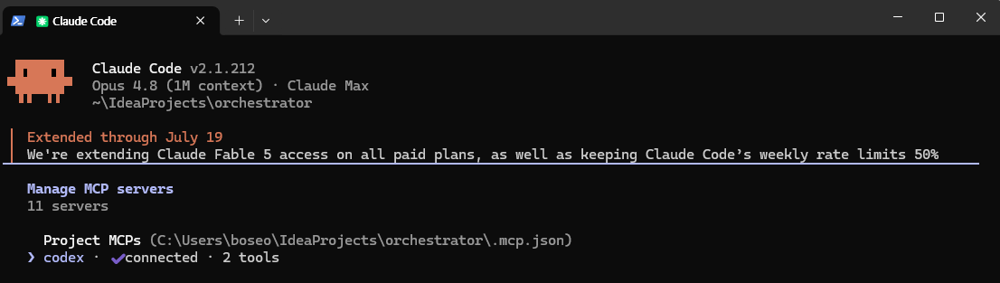 Claude Code
Claude Code v2.1.212
Opus 4.8 (1M context) · Claude Max
~\IdeaProjects\orchestrator
Extended through July 19
We're extending Claude Fable 5 access on all paid plans, as well as keeping Claude Code’s weekly rate limits 50%
Manage MCP servers
11 servers
Project MCPs (C:\Users\boseo\IdeaProjects\orchestrator\.mcp.json)
❯ codex · ✔connected · 2 tools